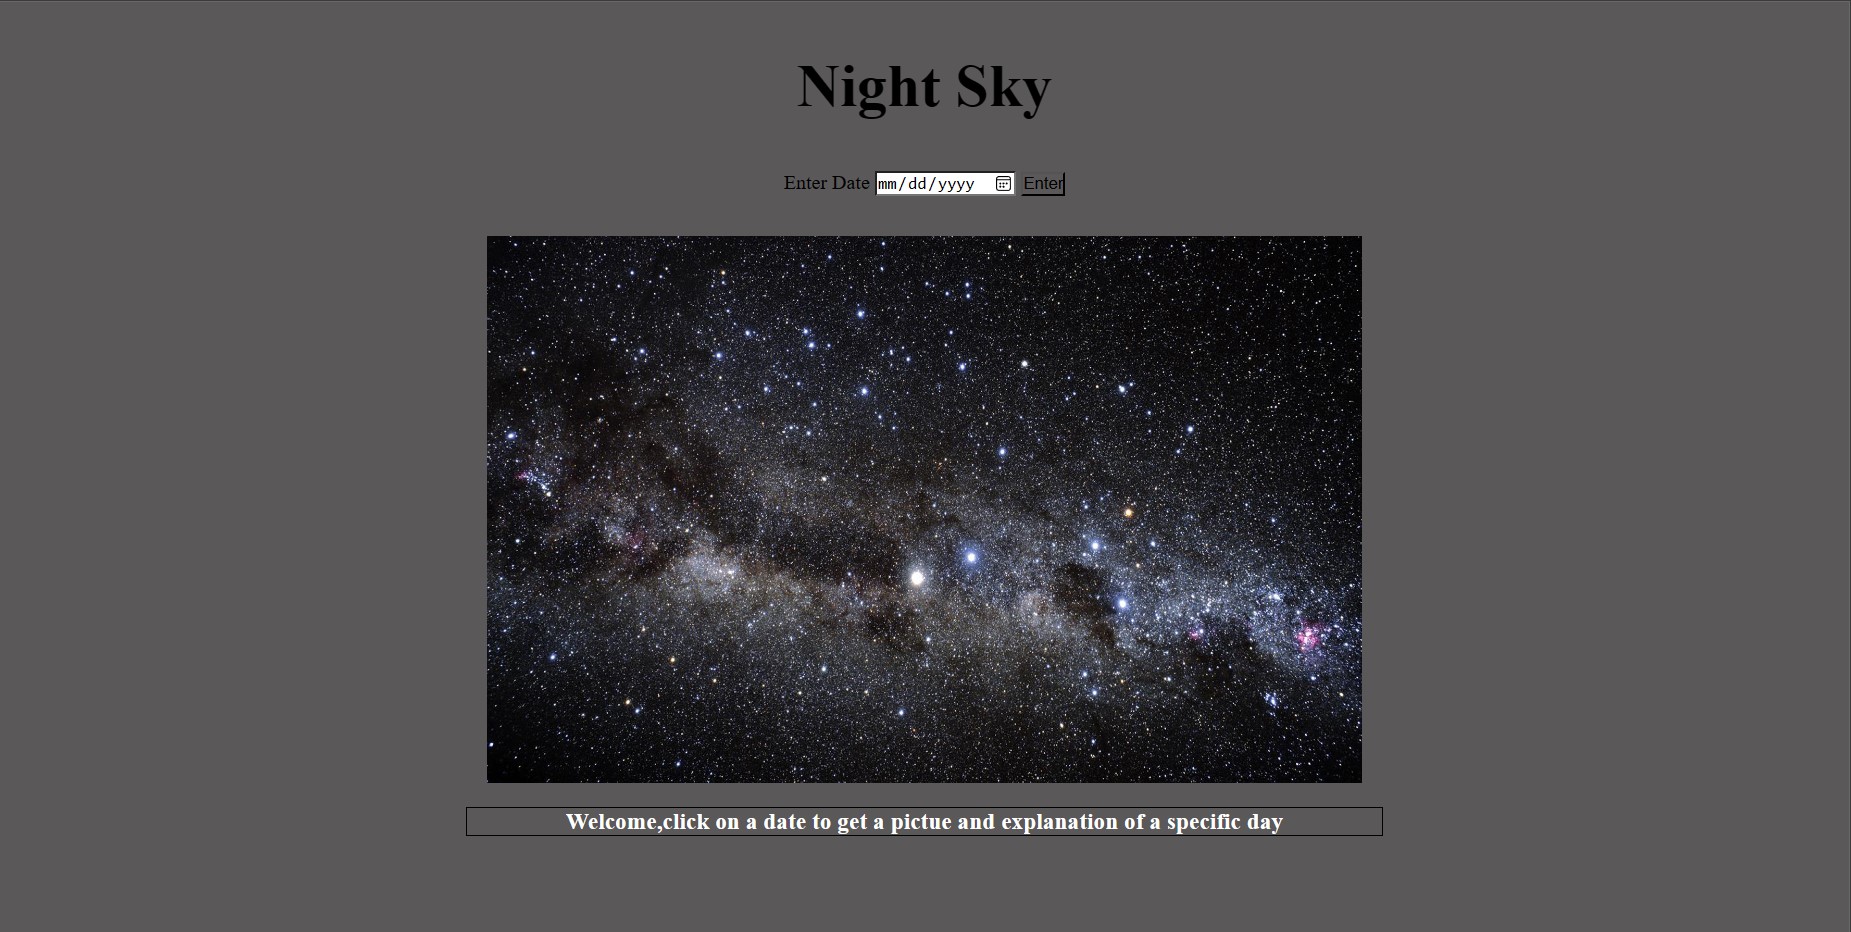 Night Sky
Enter Date mm/dd/yyyy Enter
Welcome,click on a date to get a pictue and explanation of a specific day